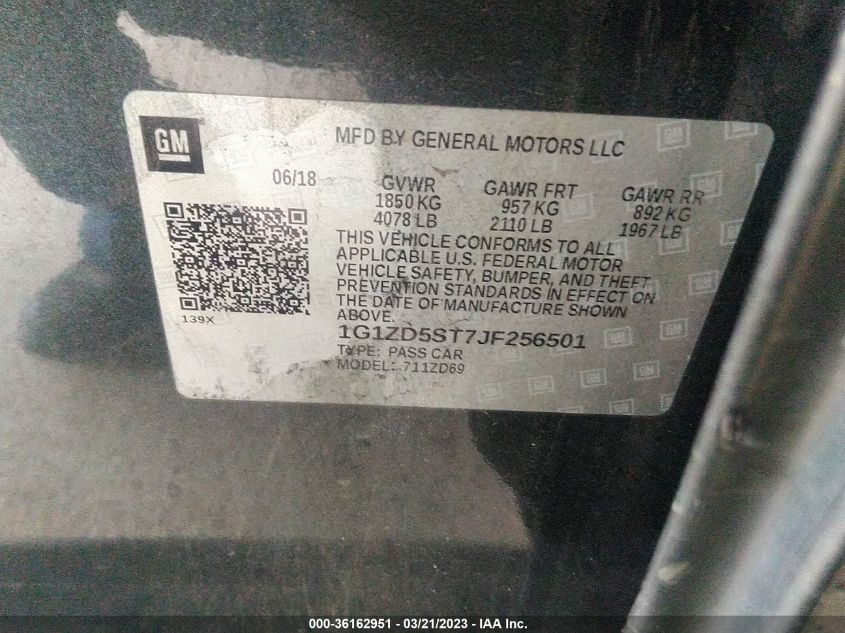 GM
MFD BY GENERAL MOTORS LLC
06/18
GVWR GAWR FRT GAWR RR
1850 KG 957 KG 892 KG
4078 LB 2110 LB 1967 LB
THIS VEHICLE CONFORMS TO ALL
APPLICABLE U.S. FEDERAL MOTOR
VEHICLE SAFETY, BUMPER, AND THEFT
PREVENTION STANDARDS IN EFFECT ON
THE DATE OF MANUFACTURE SHOWN
ABOVE.
139X
1G1ZD5ST7JF256501
TYPE: PASS CAR
MODEL: 711ZD69
000-36162951 / 03/21/2023 - IAA Inc.